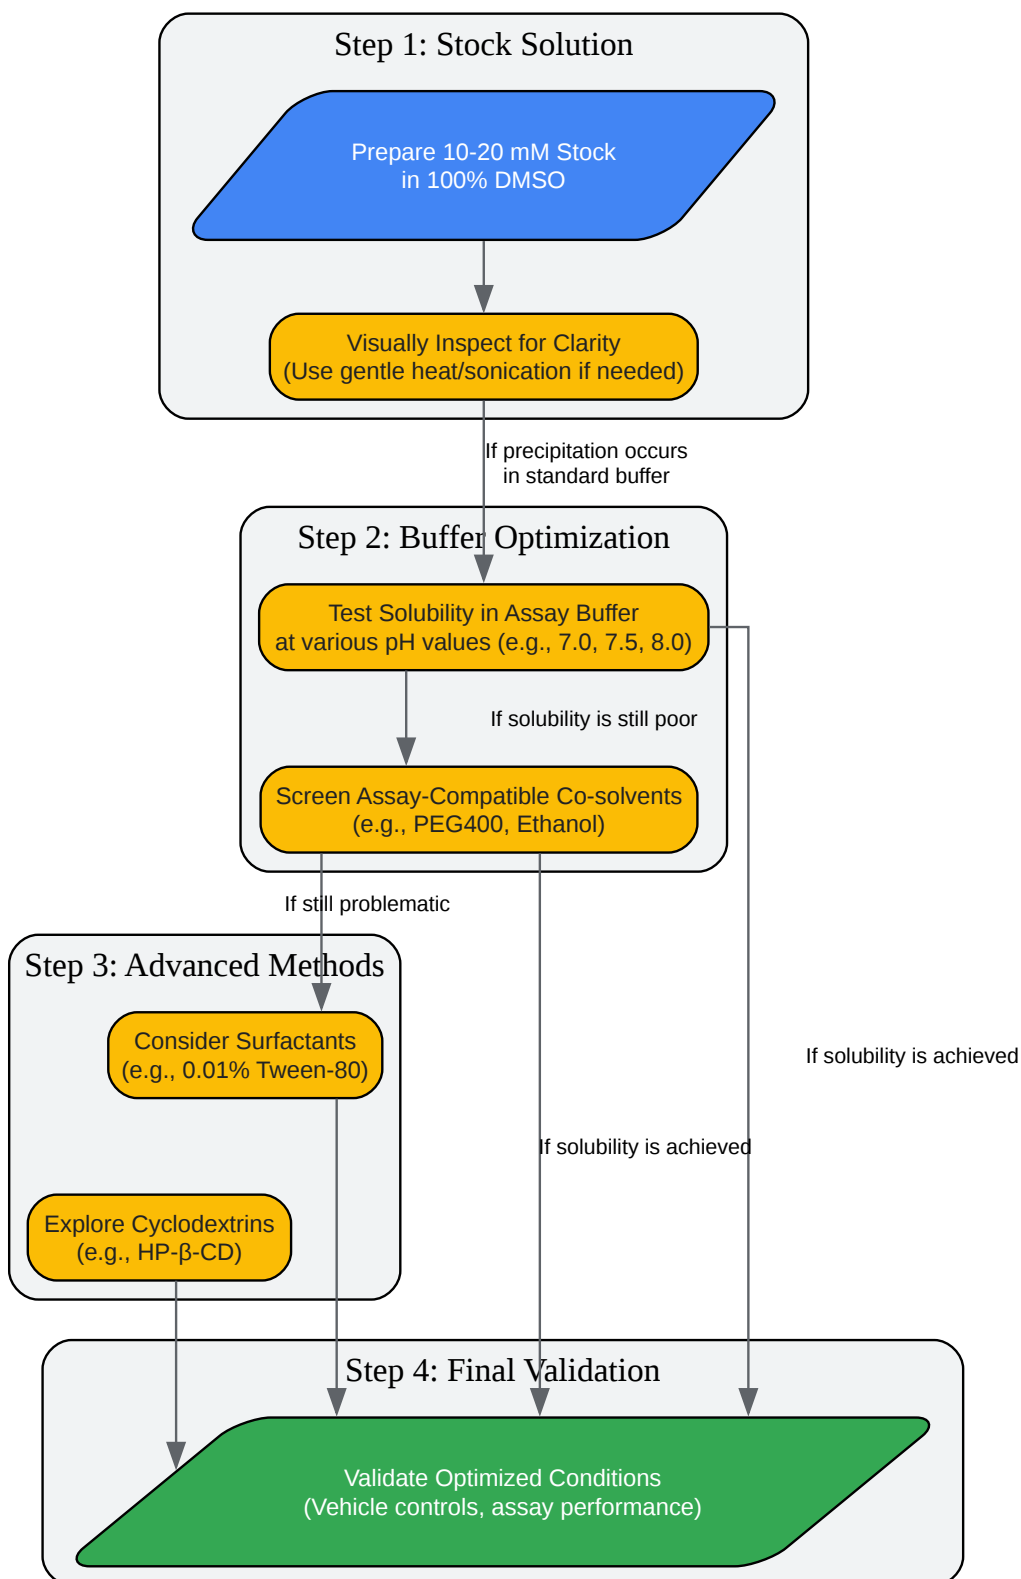 Step 1: Stock Solution
Prepare 10-20 mM Stock
in 100% DMSO
Visually Inspect for Clarity
(Use gentle heat/sonication if needed)
If precipitation occurs
in standard buffer
Step 2: Buffer Optimization
Test Solubility in Assay Buffer
at various pH values (e.g., 7.0, 7.5, 8.0)
If solubility is still poor
Screen Assay-Compatible Co-solvents
(e.g., PEG400, Ethanol)
If still problematic
Step 3: Advanced Methods
Consider Surfactants
(e.g., 0.01% Tween-80)
If solubility is achieved
If solubility is achieved
Explore Cyclodextrins
(e.g., HP-β-CD)
Step 4: Final Validation
Validate Optimized Conditions
(Vehicle controls, assay performance)